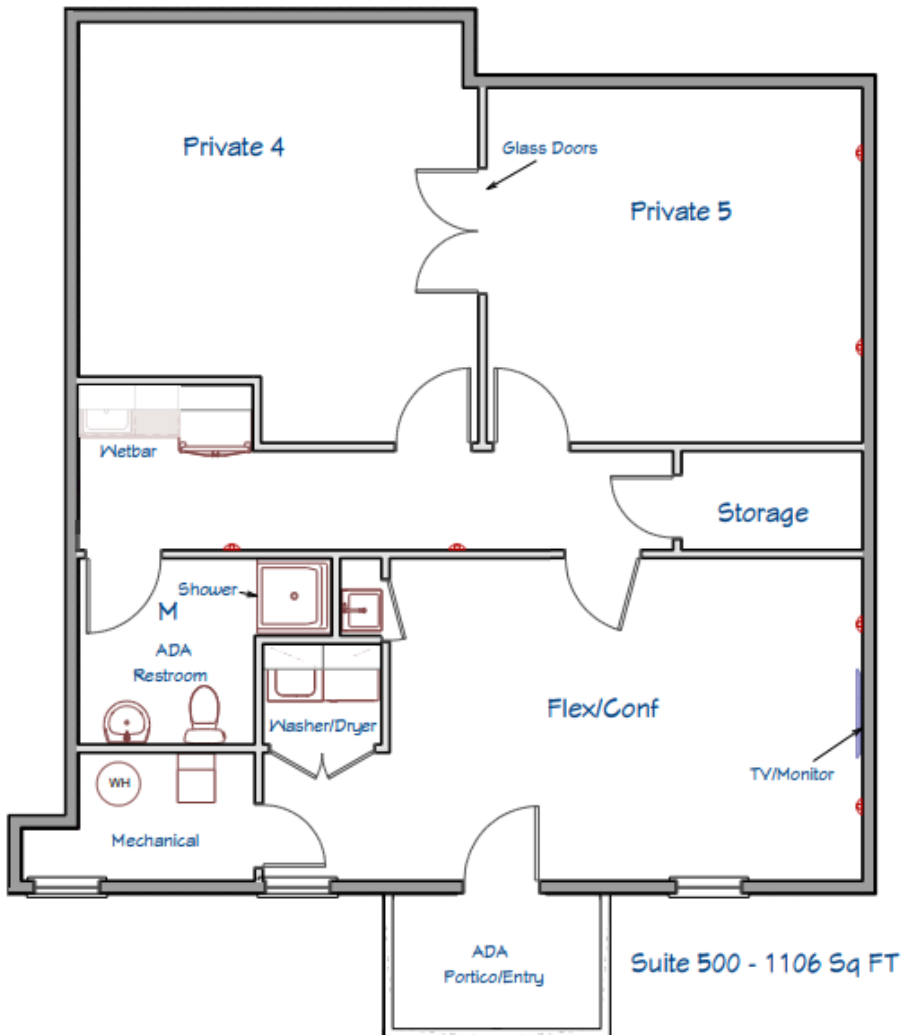 Private 4
Glass Doors
Private 5
Wetbar
Storage
Shower
M
ADA
Restroom
Washer/Dryer
Flex/Conf
TV/Monitor
WH
Mechanical
ADA
Portico/Entry
Suite 500 - 1106 Sq FT